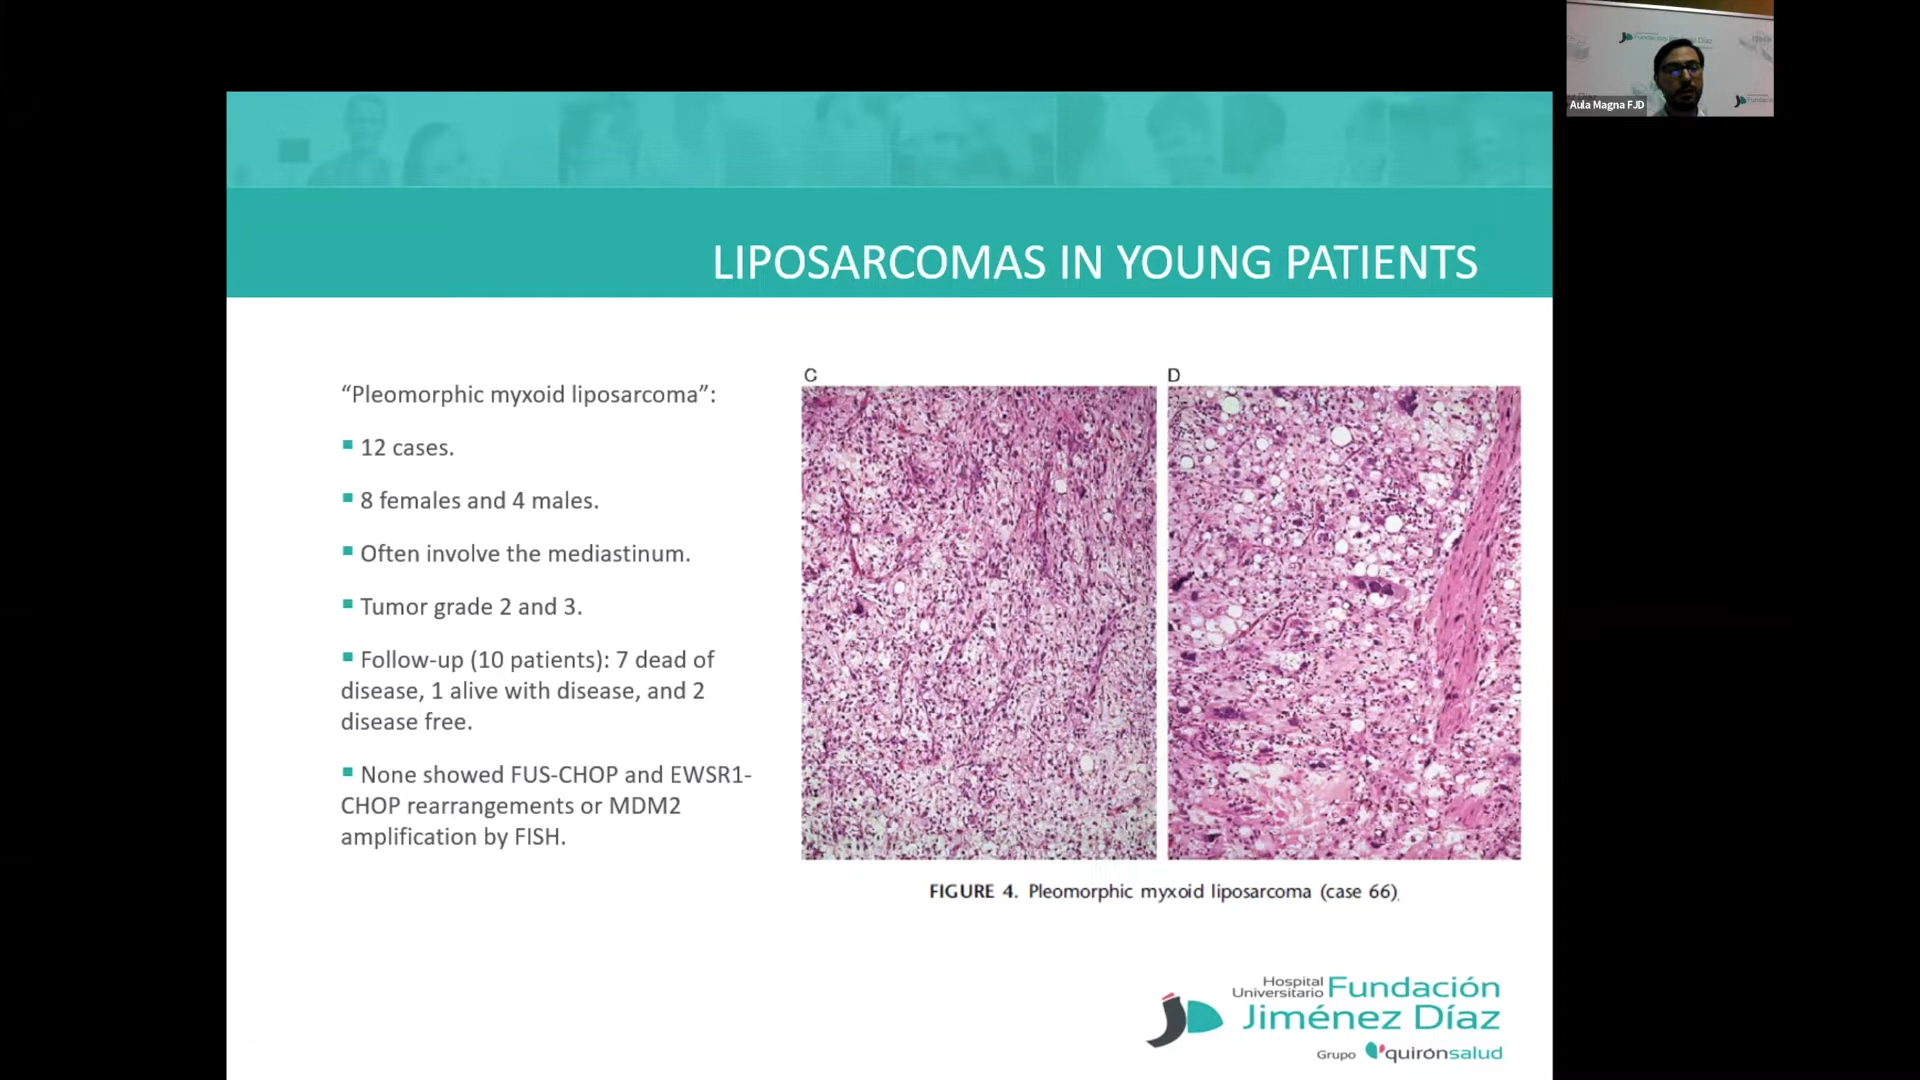 Aula Magna FJD
LIPOSARCOMAS IN YOUNG PATIENTS
“Pleomorphic myxoid liposarcoma”:
12 cases.
8 females and 4 males.
Often involve the mediastinum.
Tumor grade 2 and 3.
Follow-up (10 patients): 7 dead of
disease, 1 alive with disease, and 2
disease free.
None showed FUS-CHOP and EWSR1-
CHOP rearrangements or MDM2
amplification by FISH.
C
D
FIGURE 4. Pleomorphic myxoid liposarcoma (case 66).
Hospital
Universitario Fundación
Jiménez Díaz
Grupo quirónsalud